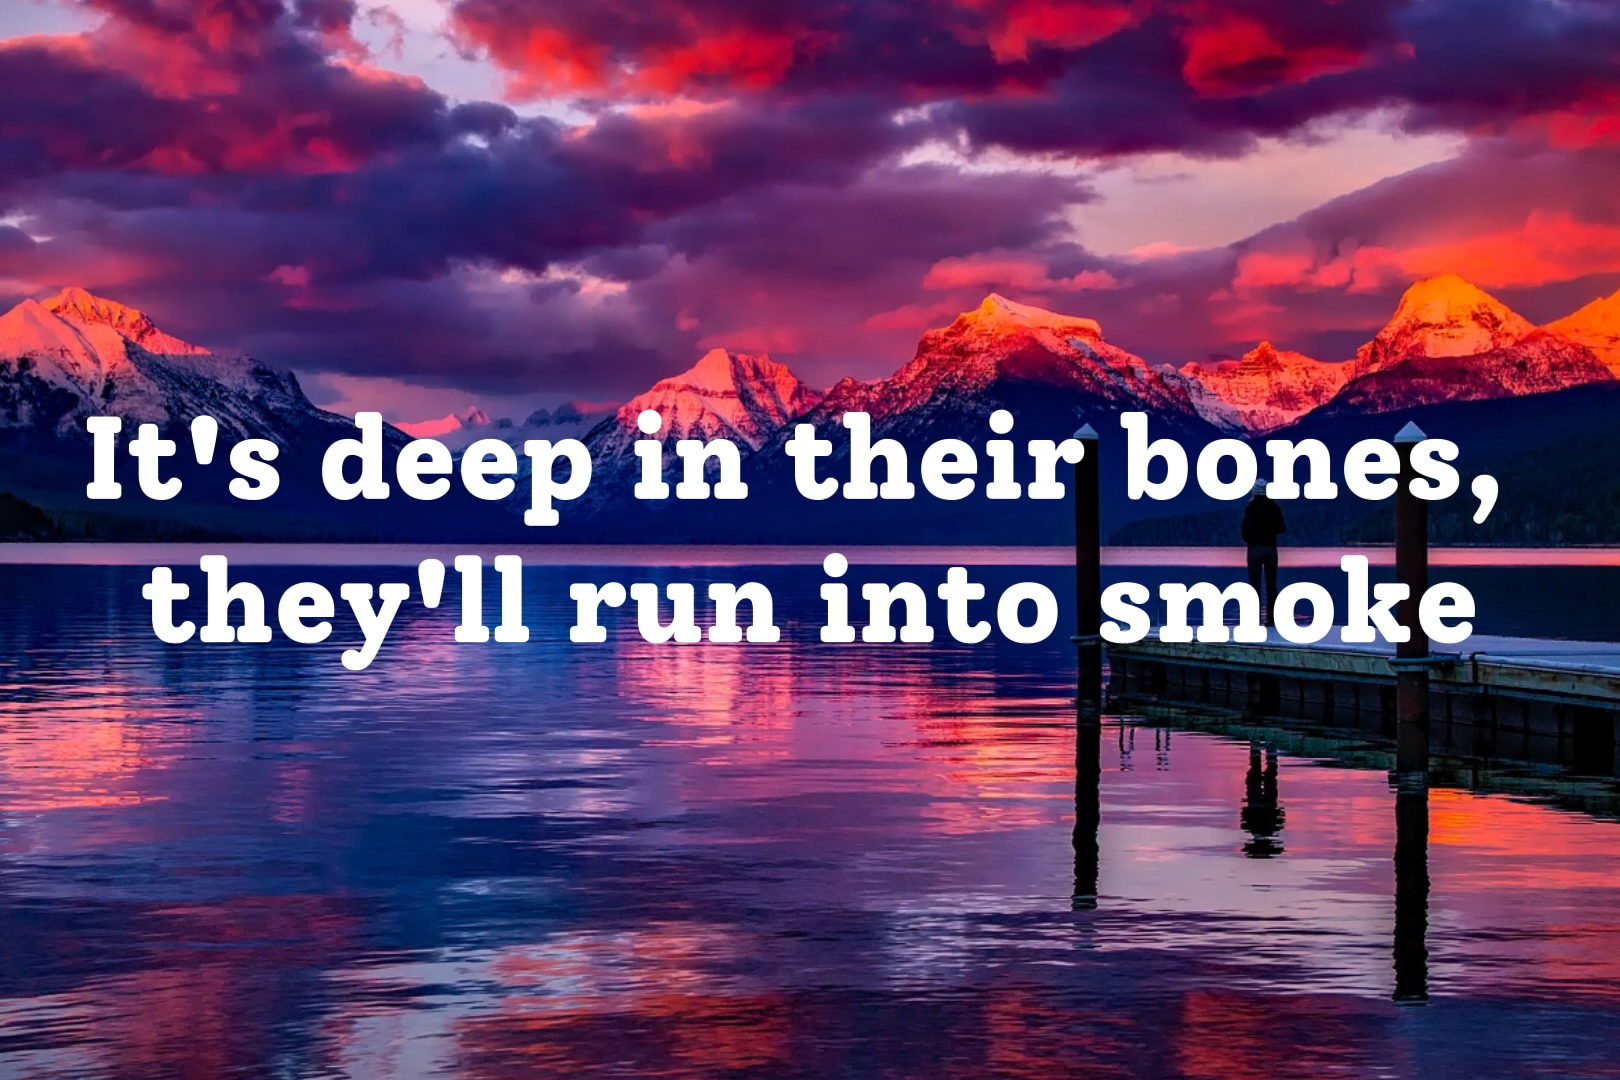 It's deep in their bones,
they'll run into smoke